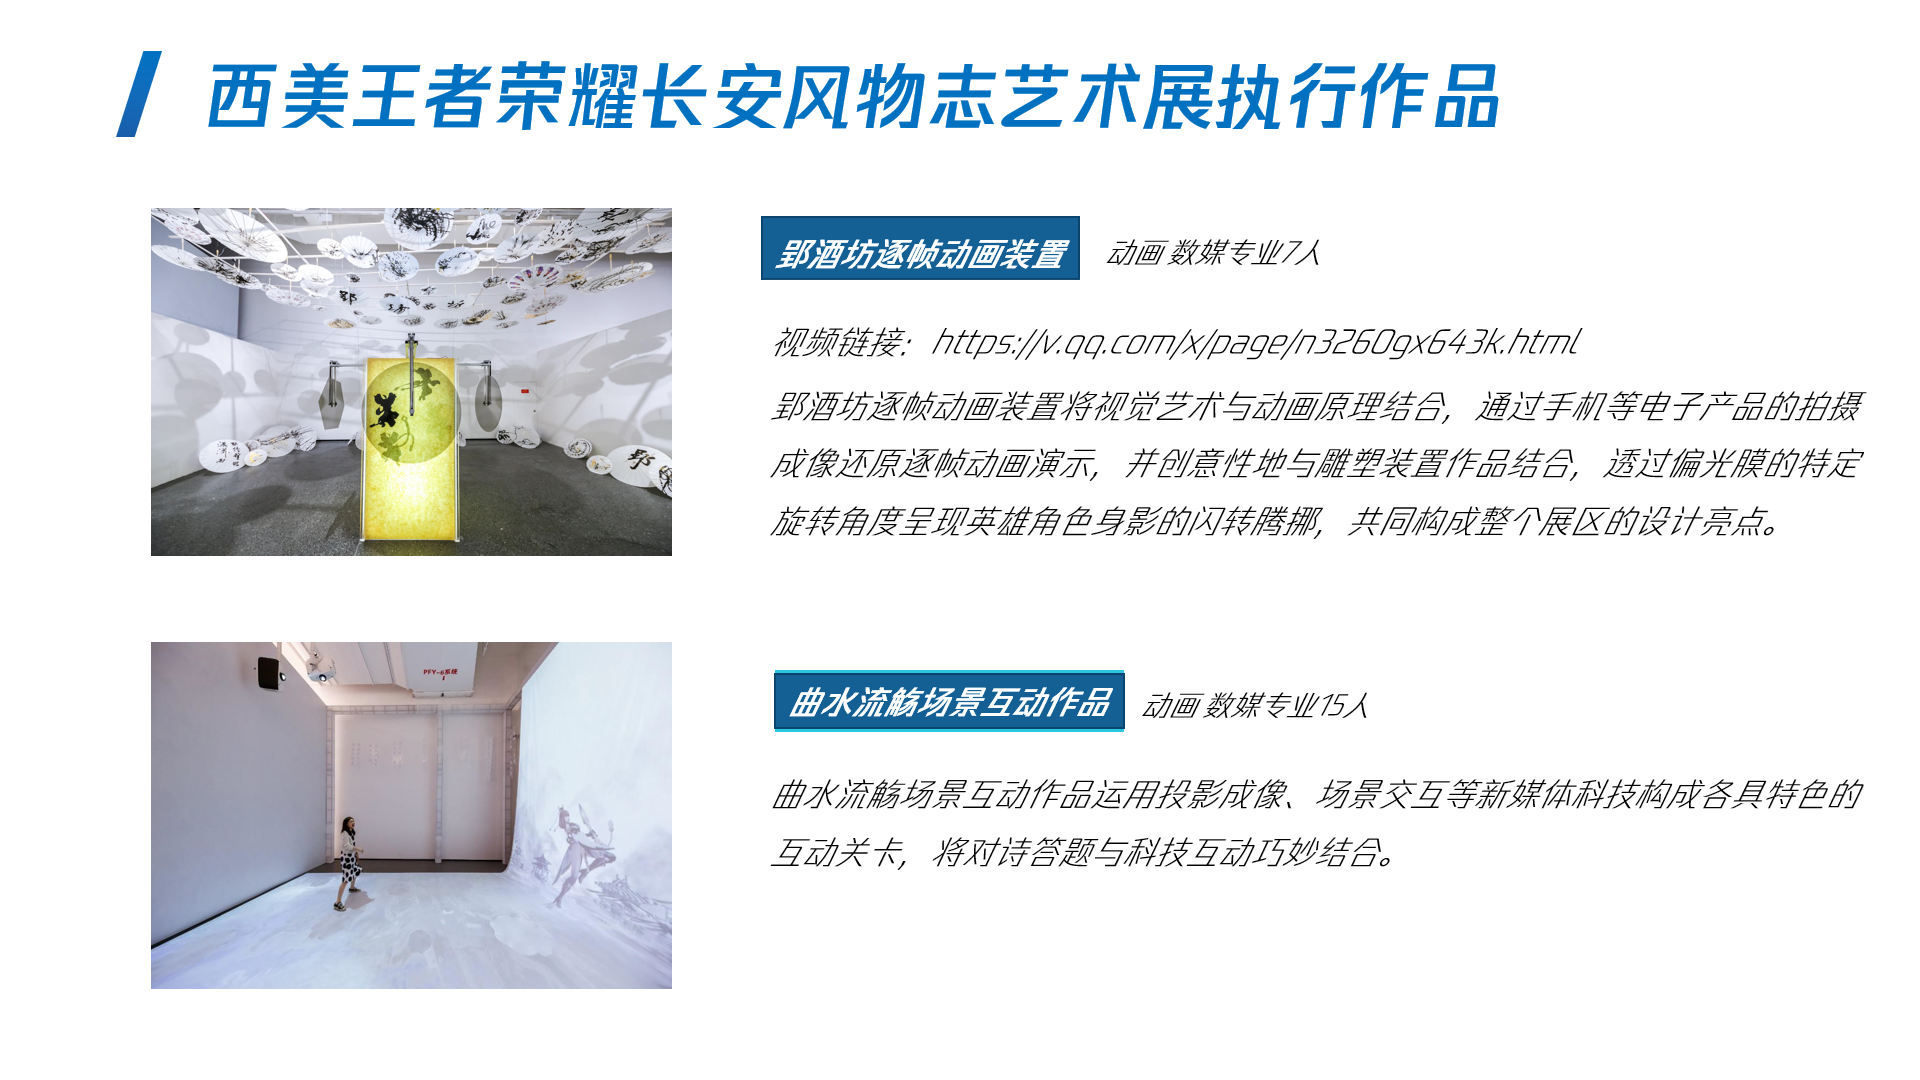 西美王者荣耀长安风物志艺术展执行作品
郢酒坊逐帧动画装置
动画 数媒专业7人
视频链接：https://v.qq.com/x/page/n3260gx643k.html
郢酒坊逐帧动画装置将视觉艺术与动画原理结合，通过手机等电子产品的拍摄
成像还原逐帧动画演示，并创意性地与雕塑装置作品结合，透过偏光膜的特定
旋转角度呈现英雄角色身影的闪转腾挪，共同构成整个展区的设计亮点。
PFY-6系统
曲水流觞场景互动作品
动画 数媒专业15人
曲水流觞场景互动作品运用投影成像、场景交互等新媒体科技构成各具特色的
互动关卡，将对诗答题与科技互动巧妙结合。